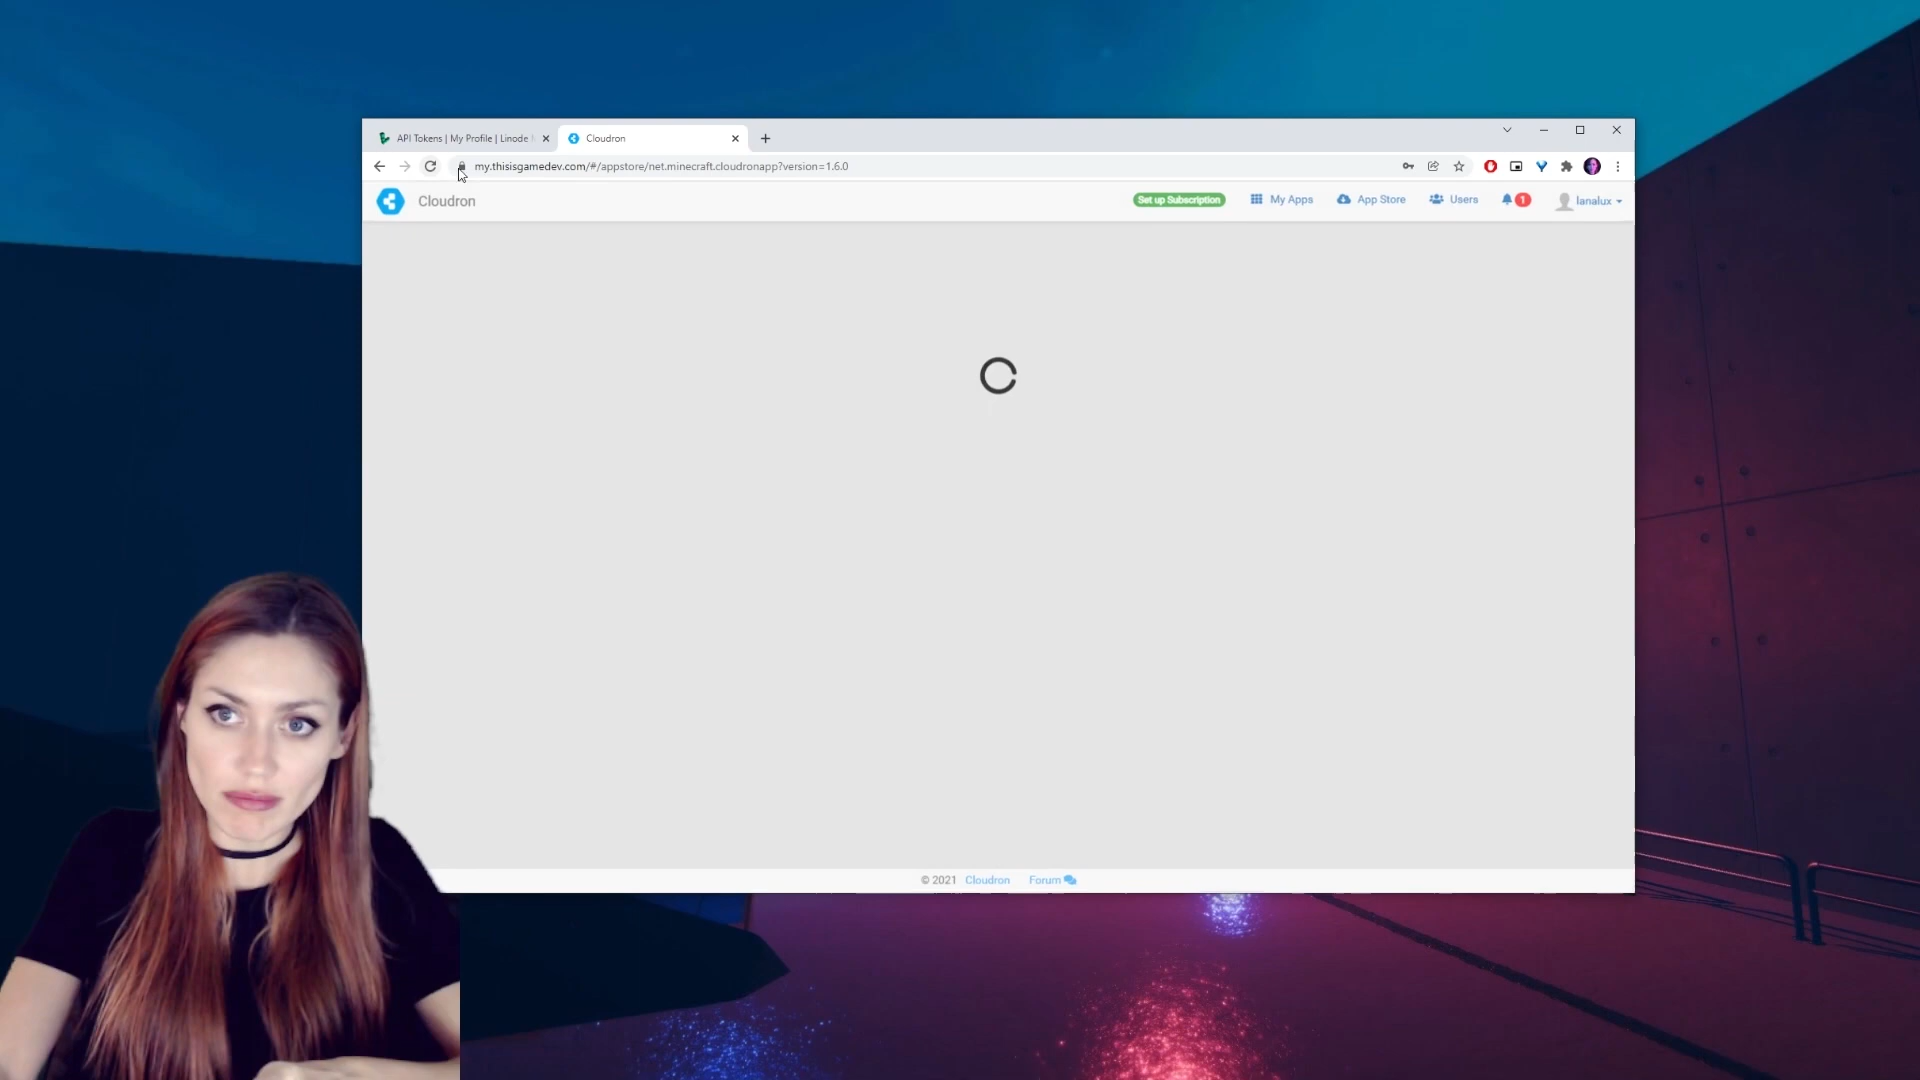 API Tokens | My Profile | Linode
Cloudron
my.thisisgamedev.com/#/appstore/net.minecraft.cloudronapp?version=1.6.0
Cloudron
Set up Subscription
My Apps
App Store
Users
1
lanalux
© 2021 Cloudron Forum